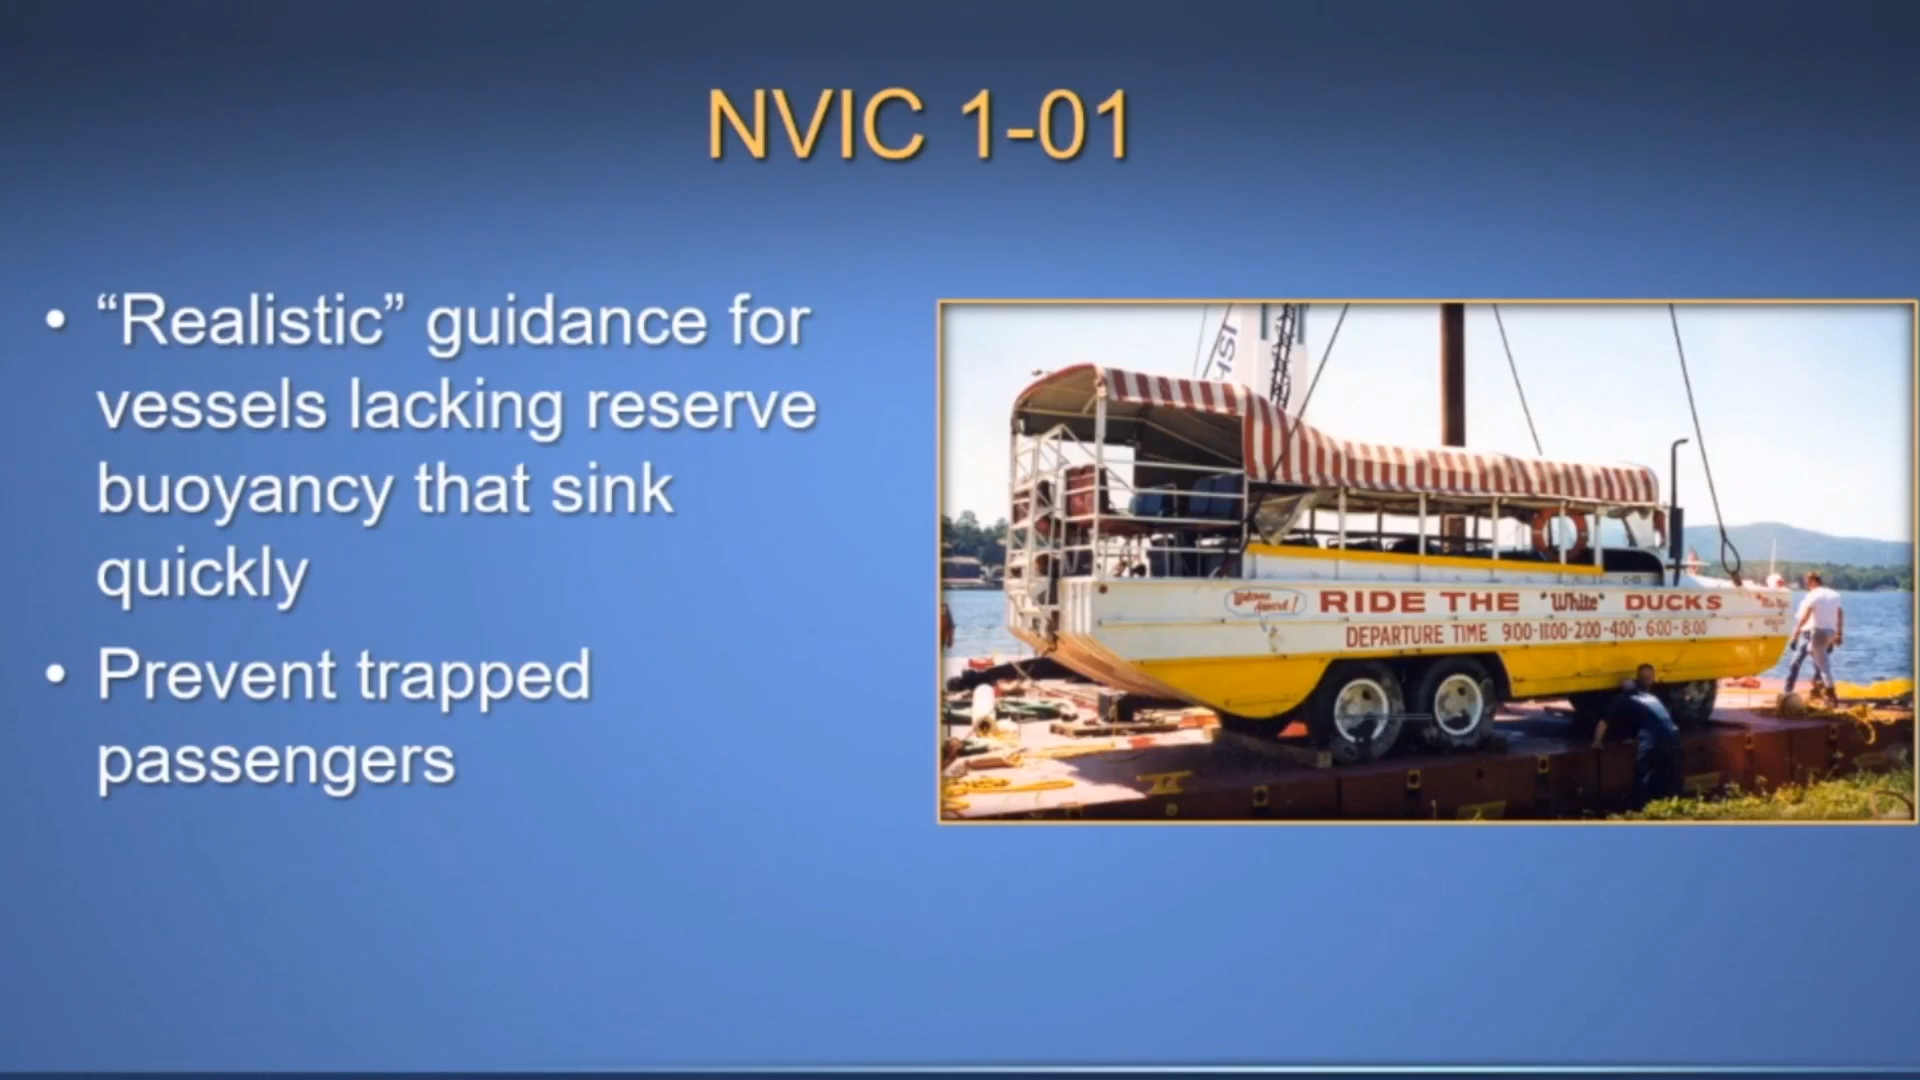 NVIC 1-01
• “Realistic” guidance for
vessels lacking reserve
buoyancy that sink
quickly
• Prevent trapped
passengers
RIDE THE "White" DUCKS
DEPARTURE TIME 9:00-11:00-2:00-4:00-6:00-8:00